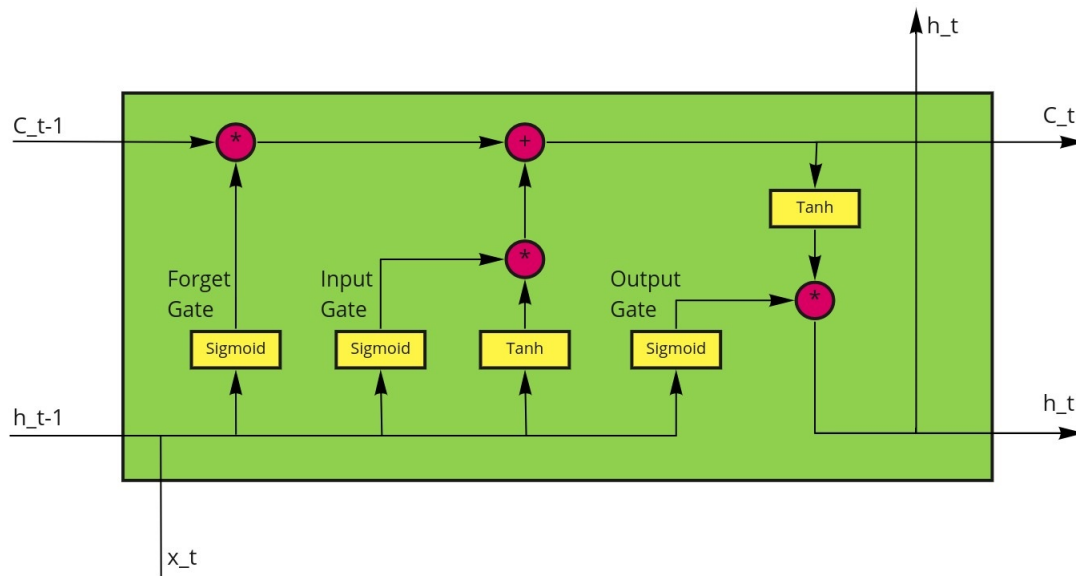 h_t
C_t-1
C_t
*
+
Tanh
*
*
Forget
Gate
Input
Gate
Output
Gate
Sigmoid
Sigmoid
Tanh
Sigmoid
h_t-1
h_t
x_t